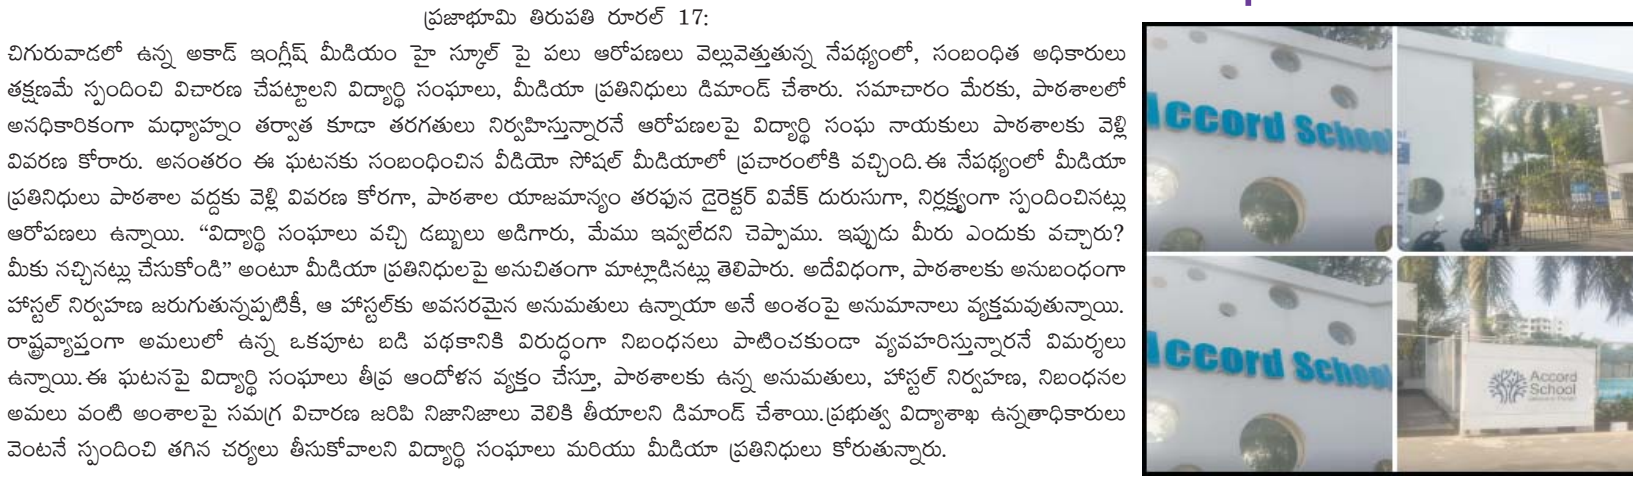 ప్రజాభూమి తిరుపతి రూరల్ 17:
చిగురువాడలో ఉన్న అకాడ్ ఇంగ్లీష్ మీడియం హై స్కూల్ పై పలు ఆరోపణలు వెల్లువెత్తుతున్న నేపథ్యంలో, సంబంధిత అధికారులు
తక్షణమే స్పందించి విచారణ చేపట్టాలని విద్యార్థి సంఘాలు, మీడియా ప్రతినిధులు డిమాండ్ చేశారు. సమాచారం మేరకు, పాఠశాలలో
అనధికారికంగా మధ్యాహ్నం తర్వాత కూడా తరగతులు నిర్వహిస్తున్నారనే ఆరోపణలపై విద్యార్థి సంఘ నాయకులు పాఠశాలకు వెళ్లి
వివరణ కోరారు. అనంతరం ఈ ఘటనకు సంబంధించిన వీడియో సోషల్ మీడియాలో ప్రచారంలోకి వచ్చింది.ఈ నేపథ్యంలో మీడియా
ప్రతినిధులు పాఠశాల వద్దకు వెళ్లి వివరణ కోరగా, పాఠశాల యాజమాన్యం తరఫున డైరెక్టర్ వివేక్ దురుసుగా, నిర్లక్ష్యంగా స్పందించినట్లు
ఆరోపణలు ఉన్నాయి. “విద్యార్థి సంఘాలు వచ్చి డబ్బులు అడిగారు, మేము ఇవ్వలేదని చెప్పాము. ఇప్పుడు మీరు ఎందుకు వచ్చారు?
మీకు నచ్చినట్లు చేసుకోండి” అంటూ మీడియా ప్రతినిధులపై అనుచితంగా మాట్లాడినట్లు తెలిపారు. అదేవిధంగా, పాఠశాలకు అనుబంధంగా
హాస్టల్ నిర్వహణ జరుగుతున్నప్పటికీ, ఆ హాస్టల్‌కు అవసరమైన అనుమతులు ఉన్నాయా అనే అంశంపై అనుమానాలు వ్యక్తమవుతున్నాయి.
రాష్ట్రవ్యాప్తంగా అమలులో ఉన్న ఒకపూట బడి పథకానికి విరుద్ధంగా నిబంధనలు పాటించకుండా వ్యవహరిస్తున్నారనే విమర్శలు
ఉన్నాయి.ఈ ఘటనపై విద్యార్థి సంఘాలు తీవ్ర ఆందోళన వ్యక్తం చేస్తూ, పాఠశాలకు ఉన్న అనుమతులు, హాస్టల్ నిర్వహణ, నిబంధనల
అమలు వంటి అంశాలపై సమగ్ర విచారణ జరిపి నిజానిజాలు వెలికి తీయాలని డిమాండ్ చేశాయి.ప్రభుత్వ విద్యాశాఖ ఉన్నతాధికారులు
వెంటనే స్పందించి తగిన చర్యలు తీసుకోవాలని విద్యార్థి సంఘాలు మరియు మీడియా ప్రతినిధులు కోరుతున్నారు.
Accord School
Accord School
Accord
School